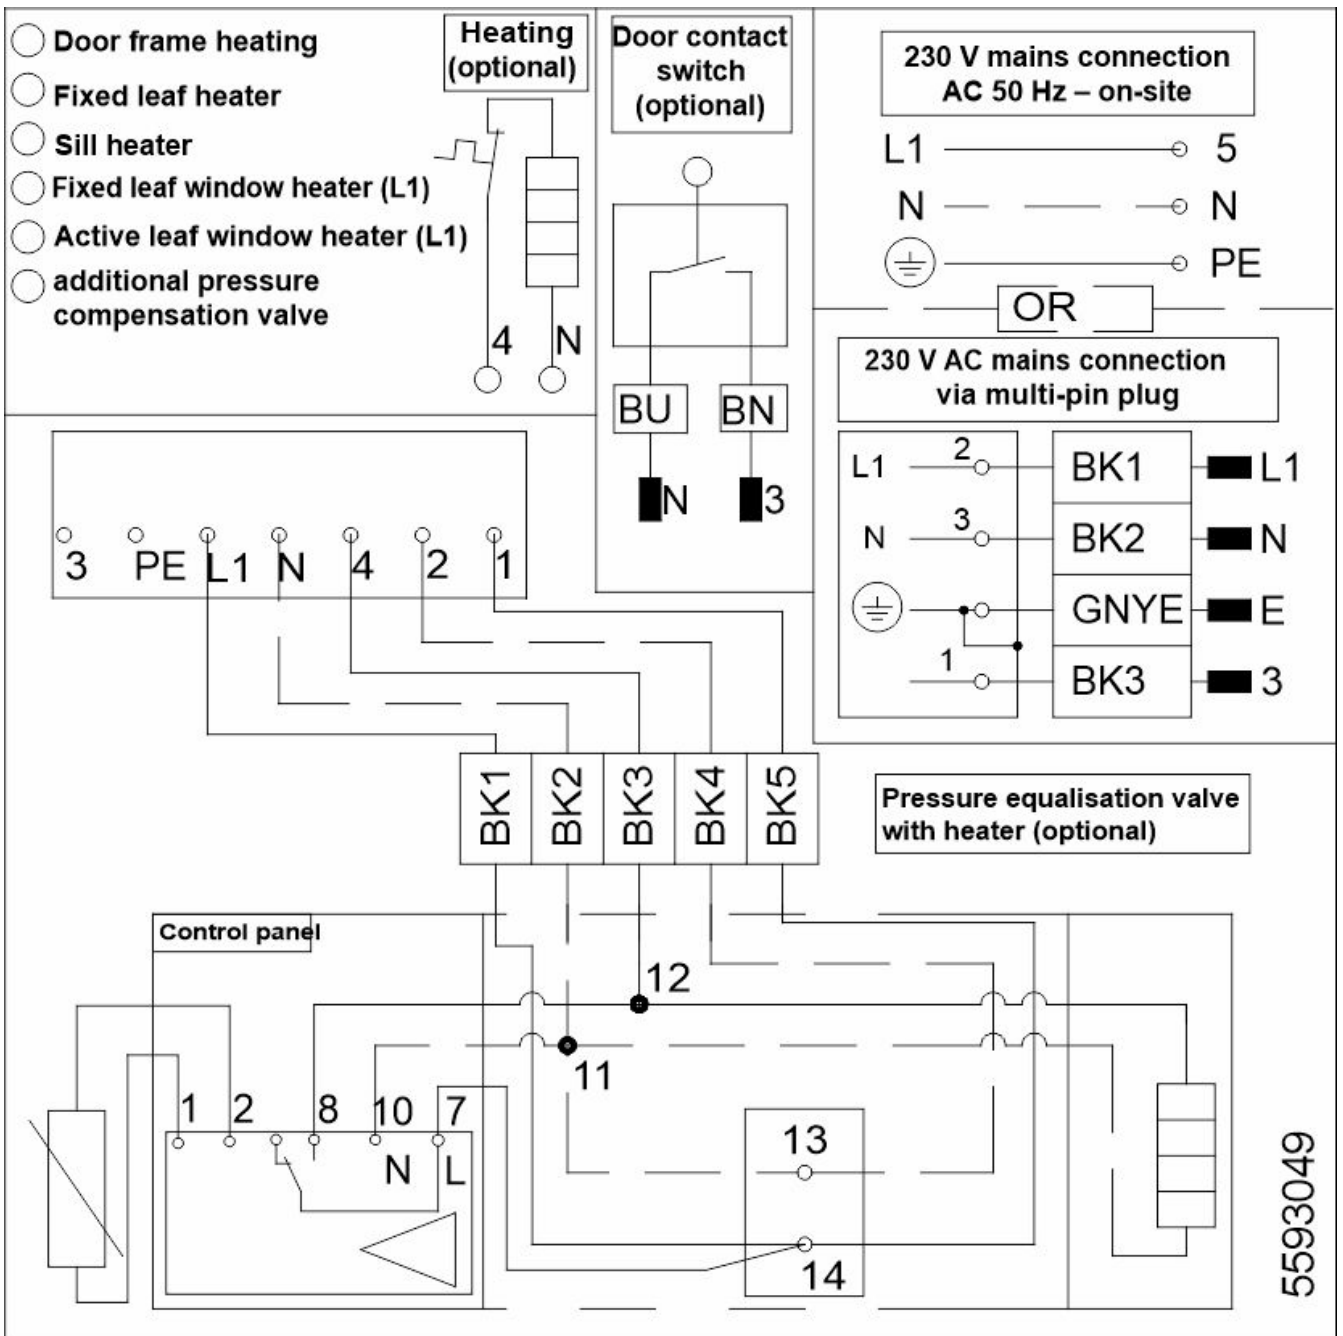 Door frame heating
Fixed leaf heater
Sill heater
Fixed leaf window heater (L1)
Active leaf window heater (L1)
additional pressure
compensation valve
Heating
(optional)
4 N
Door contact
switch
(optional)
BU BN
N 3
230 V mains connection
AC 50 Hz – on-site
L1 5
N N
PE
OR
230 V AC mains connection
via multi-pin plug
L1 2 BK1 L1
N 3 BK2 N
GNYE E
1 BK3 3
3 PE L1 N 4 2 1
BK1 BK2 BK3 BK4 BK5
Pressure equalisation valve
with heater (optional)
Control panel
12
11
1 2 8 10 7
N L
13
14
5593049